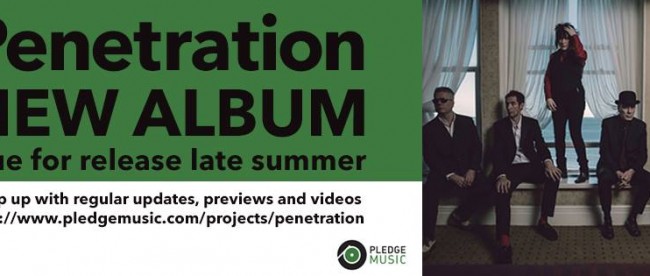 Penetration
NEW ALBUM
ue for release late summer
p up with regular updates, previews and videos
://www.pledgemusic.com/projects/penetration
PLEDGE
MUSIC